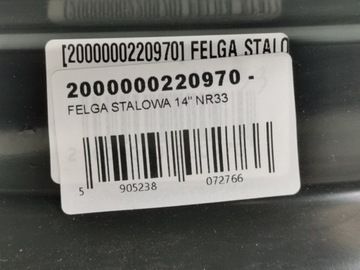 [2000000220970] FELGA STALO
2000000220970 -
FELGA STALOWA 14" NR33
5 905238 072766